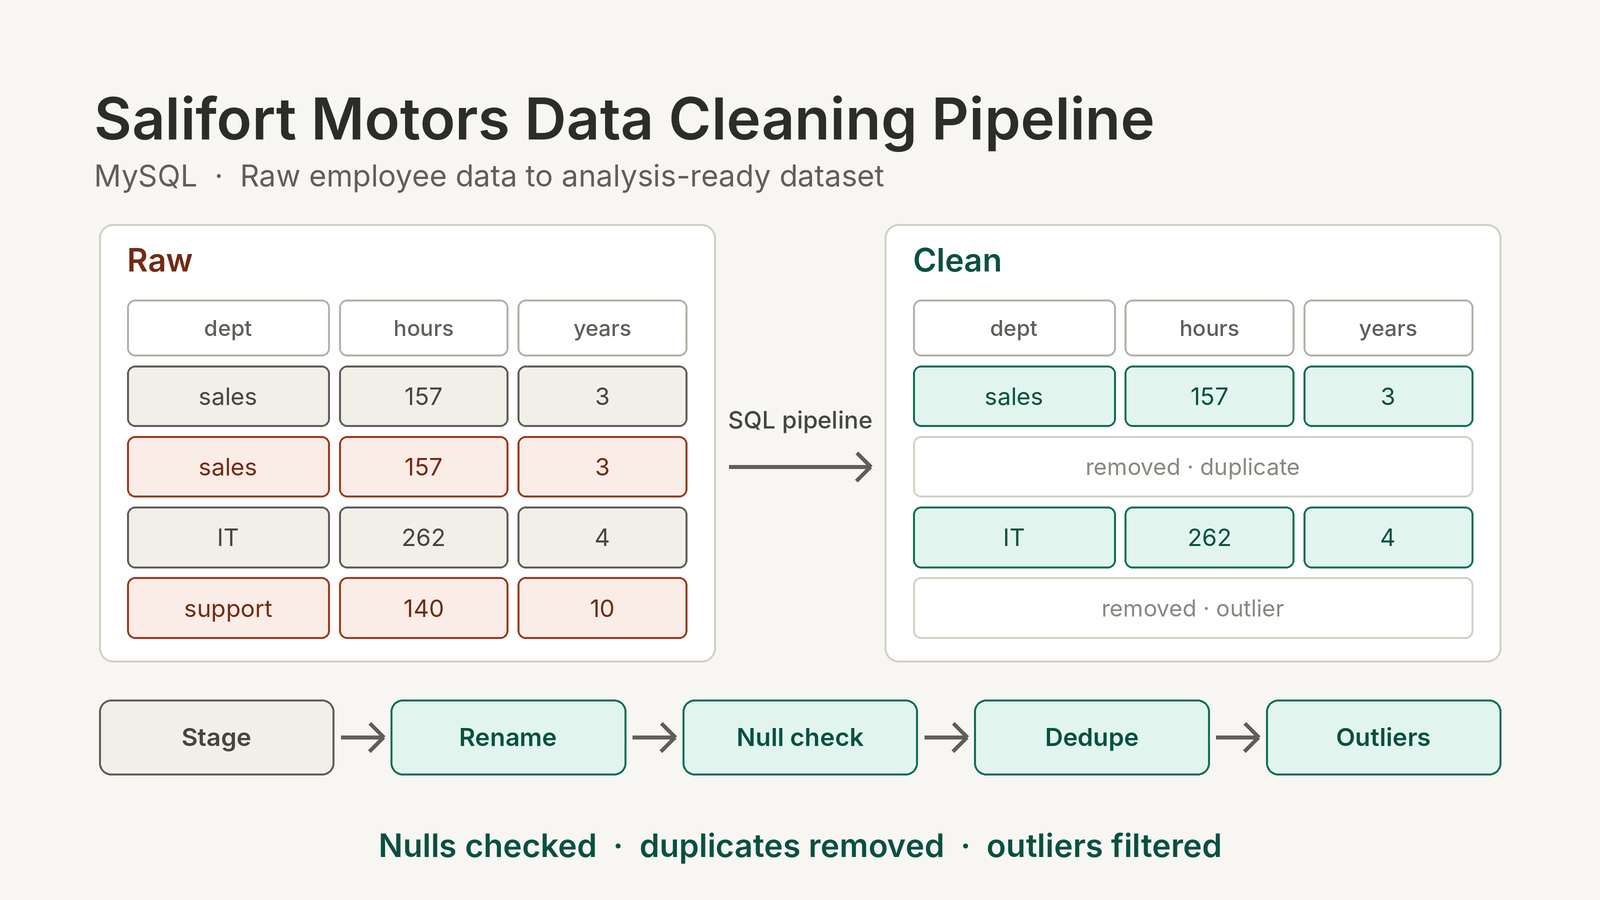 Salifort Motors Data Cleaning Pipeline
MySQL · Raw employee data to analysis-ready dataset
Raw
dept hours years
sales 157 3
sales 157 3
IT 262 4
support 140 10
SQL pipeline
Clean
dept hours years
sales 157 3
removed · duplicate
IT 262 4
removed · outlier
Stage Rename Null check Dedupe Outliers
Nulls checked · duplicates removed · outliers filtered